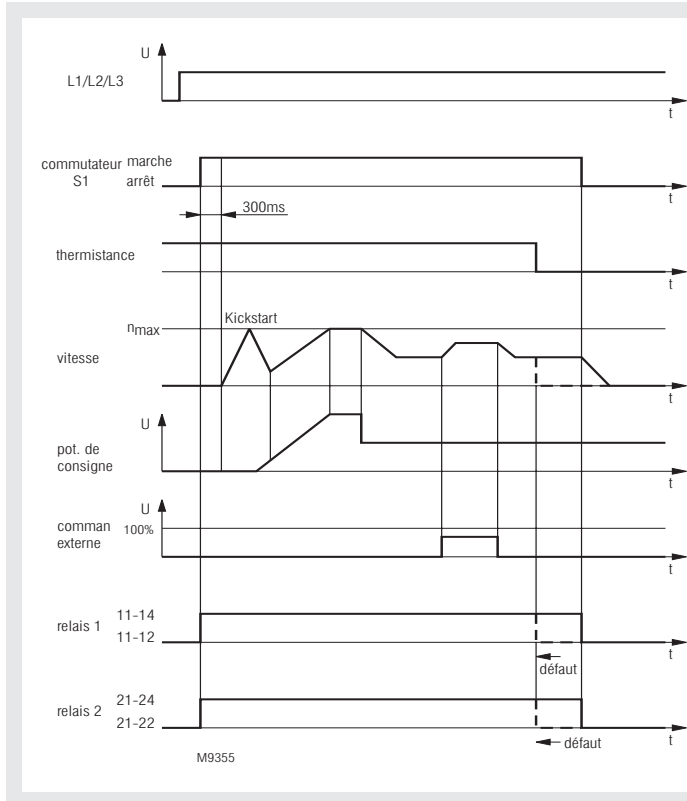 U
L1/L2/L3
t
commutateur marche
S1 arrêt
t
300ms
thermistance
t
Kickstart
nmax
vitesse
t
U
pot. de
consigne
t
U
comman 100%
externe
t
11-14
relais 1
11-12
t
défaut
21-24
relais 2
21-22
t
défaut
M9355